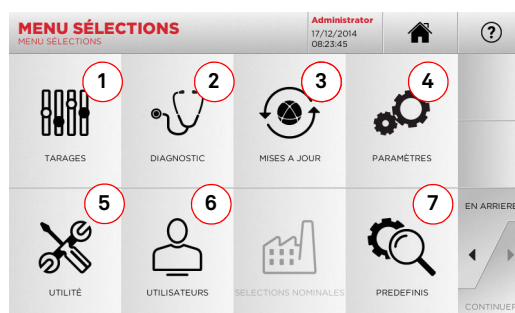 MENU SÉLECTIONS
MENU SÉLECTIONS
Administrator
17/12/2014
08:23:45
?
1
2
3
4
TARAGES
DIAGNOSTIC
MISES A JOUR
PARAMÈTRES
5
6
7
EN ARRIERE
UTILITÉ
UTILISATEURS
SELECTIONS NOMINALES
PREDEFINIS
CONTINUER